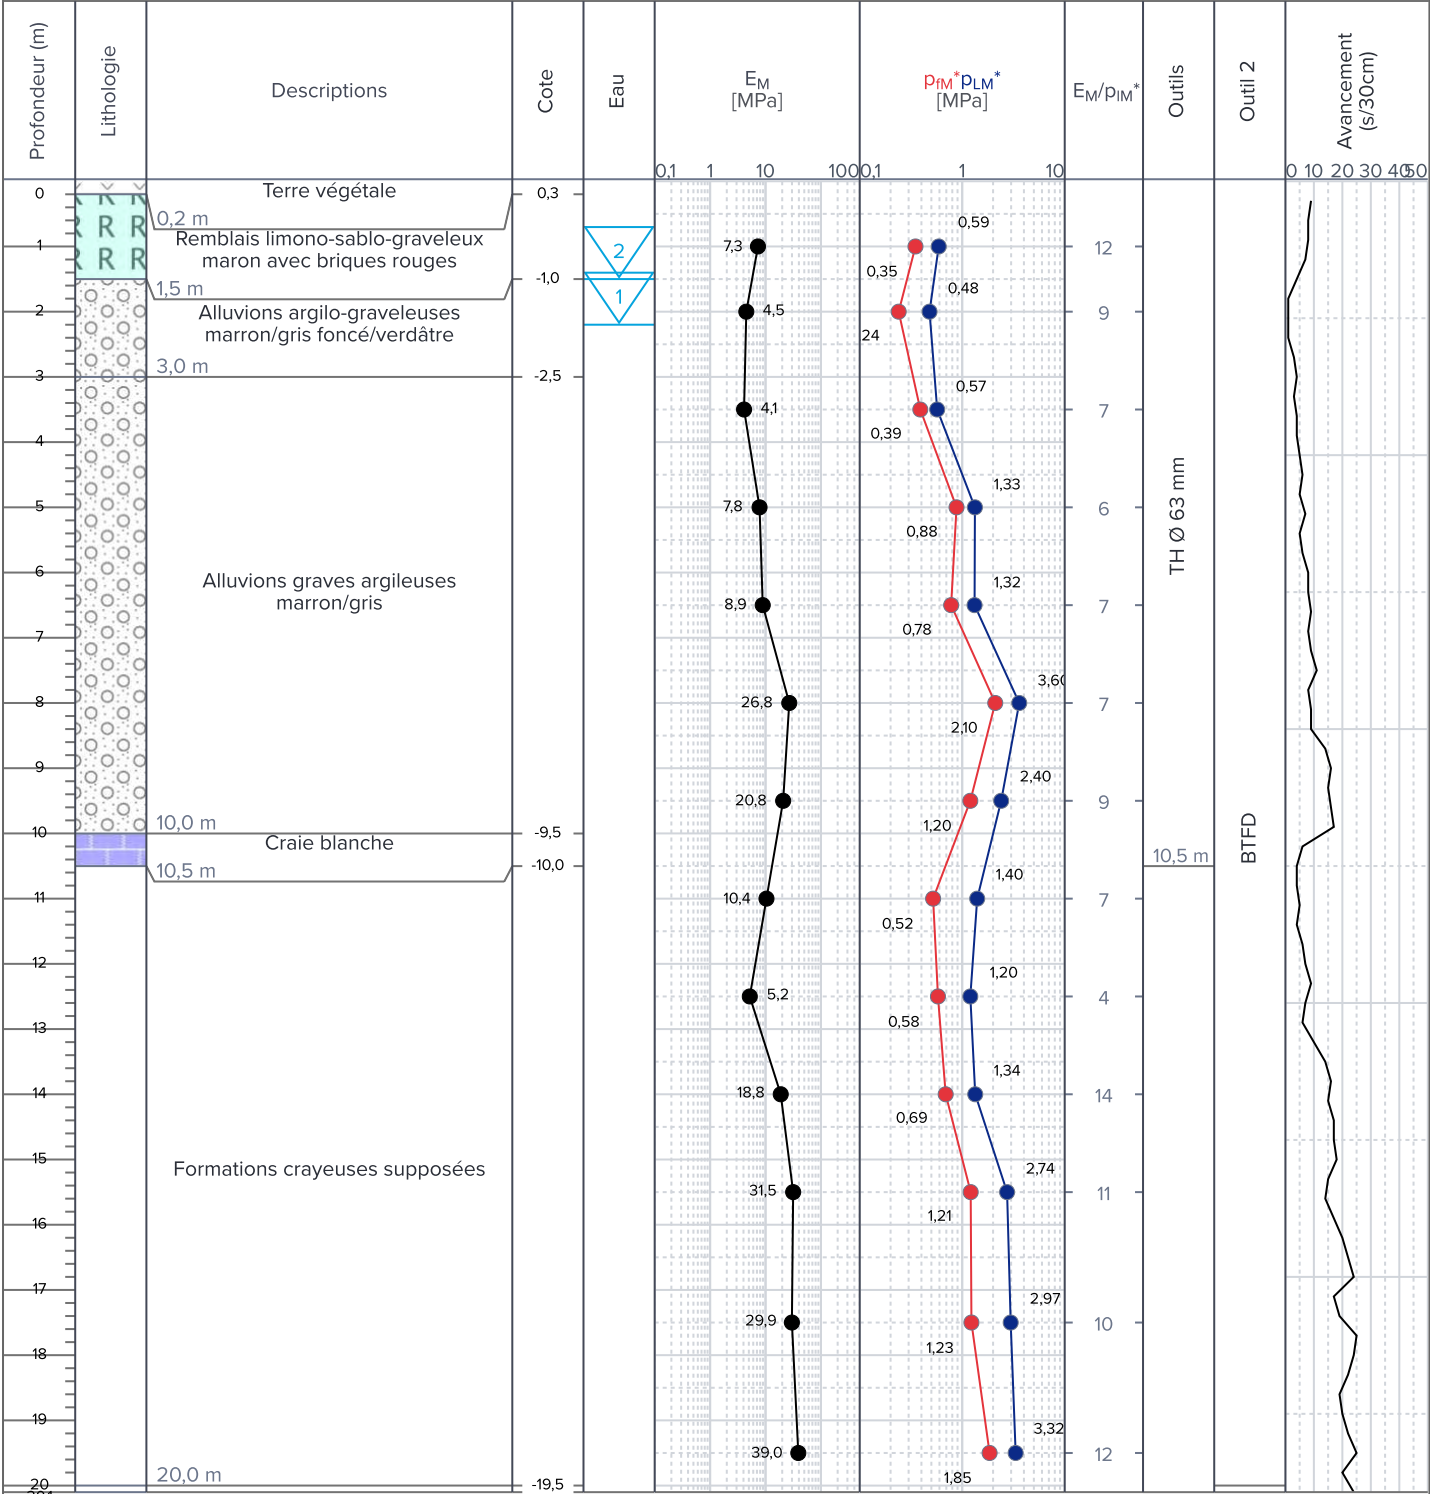 Profondeur (m)
Lithologie
Descriptions
Cote
Eau
EM
[MPa]
pfM*pLM*
[MPa]
EM/plM*
Outils
Outil 2
Avancement
(s/30cm)
0,1 1 10 100
0,1 1 10
0 10 20 30 40 50
0
Terre végétale
0,3
0,2 m
R R R
R R R
R R R
Remblais limono-sablo-graveleux
maron avec briques rouges
0,59
1
2
7,3
12
0,35
-1,0
1,5 m
0,48
1
2
Alluvions argilo-graveleuses
marron/gris foncé/verdâtre
4,5
9
24
3,0 m
3
-2,5
0,57
4,1
7
0,39
4
1,33
5
7,8
6
0,88
6
Alluvions graves argileuses
marron/gris
1,32
8,9
7
0,78
7
TH Ø 63 mm
3,60
8
26,8
7
2,10
9
2,40
20,8
9
1,20
10,0 m
10
-9,5
Craie blanche
BTFD
10,5 m
-10,0
10,5 m
1,40
11
10,4
7
0,52
12
1,20
5,2
4
0,58
13
1,34
14
18,8
14
0,69
15
Formations crayeuses supposées
2,74
31,5
11
1,21
16
17
2,97
29,9
10
1,23
18
19
3,32
39,0
12
1,85
20,0 m
20
-19,5